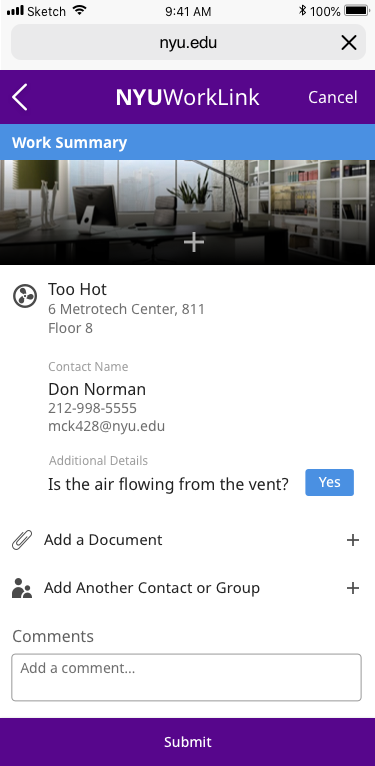 Sketch 9:41 AM 100%
nyu.edu
NYUWorkLink Cancel
Work Summary
Too Hot
6 Metrotech Center, 811
Floor 8
Contact Name
Don Norman
212-998-5555
mck428@nyu.edu
Additional Details
Is the air flowing from the vent? Yes
Add a Document
Add Another Contact or Group
Comments
Add a comment...
Submit